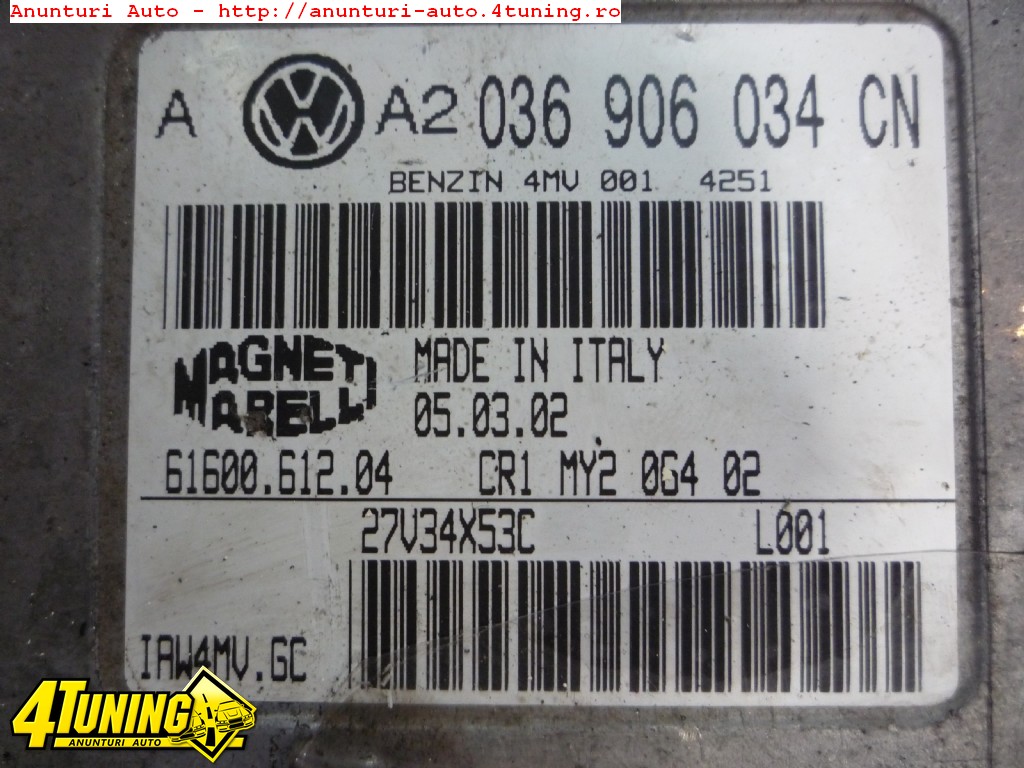 Anunturi Auto - http://anunturi-auto.4tuning.ro
A A2 036 906 034 CN
BENZIN 4MV 001 4251
MAGNETI MARELLI
MADE IN ITALY
05.03.02
61600.612.04 CR1 MY2 0G4 02
27V34X53C L001
IAW4MV.GC
4TUNING
ANUNTURI AUTO